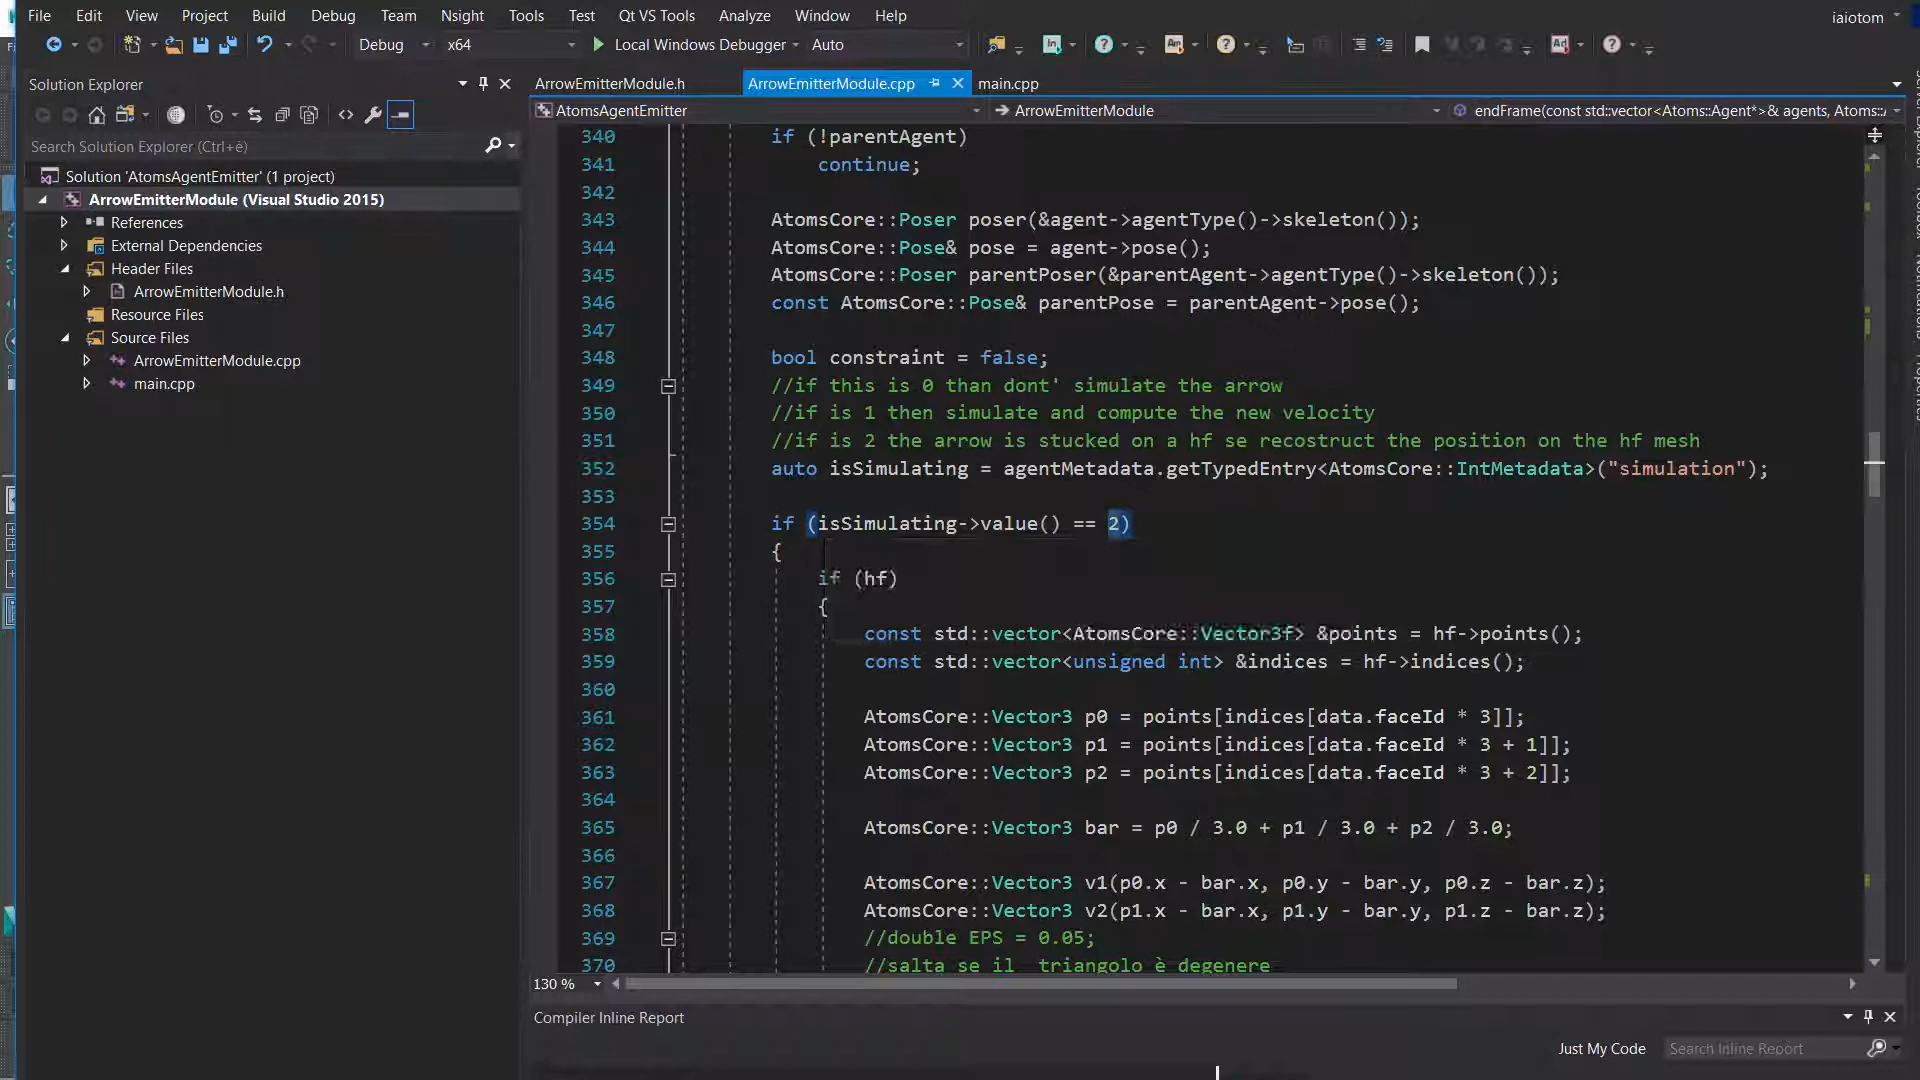 File Edit View Project Build Debug Team Nsight Tools Test Qt VS Tools Analyze Window Help
iaiotom
Debug x64 Local Windows Debugger Auto
Solution Explorer
Search Solution Explorer (Ctrl+è)
Solution 'AtomsAgentEmitter' (1 project)
ArrowEmitterModule (Visual Studio 2015)
References
External Dependencies
Header Files
ArrowEmitterModule.h
Resource Files
Source Files
ArrowEmitterModule.cpp
main.cpp
ArrowEmitterModule.h ArrowEmitterModule.cpp main.cpp
AtomsAgentEmitter ArrowEmitterModule endFrame(const std::vector<Atoms::Agent*>& agents, Atoms::
340 if (!parentAgent)
341 continue;
342
343 AtomsCore::Poser poser(&agent->agentType()->skeleton());
344 AtomsCore::Pose& pose = agent->pose();
345 AtomsCore::Poser parentPoser(&parentAgent->agentType()->skeleton());
346 const AtomsCore::Pose& parentPose = parentAgent->pose();
347
348 bool constraint = false;
349 //if this is 0 than dont' simulate the arrow
350 //if is 1 then simulate and compute the new velocity
351 //if is 2 the arrow is stucked on a hf se recostruct the position on the hf mesh
352 auto isSimulating = agentMetadata.getTypedEntry<AtomsCore::IntMetadata>("simulation");
353
354 if (isSimulating->value() == 2)
355 {
356 if (hf)
357 {
358 const std::vector<AtomsCore::Vector3f> &points = hf->points();
359 const std::vector<unsigned int> &indices = hf->indices();
360
361 AtomsCore::Vector3 p0 = points[indices[data.faceId * 3]];
362 AtomsCore::Vector3 p1 = points[indices[data.faceId * 3 + 1]];
363 AtomsCore::Vector3 p2 = points[indices[data.faceId * 3 + 2]];
364
365 AtomsCore::Vector3 bar = p0 / 3.0 + p1 / 3.0 + p2 / 3.0;
366
367 AtomsCore::Vector3 v1(p0.x - bar.x, p0.y - bar.y, p0.z - bar.z);
368 AtomsCore::Vector3 v2(p1.x - bar.x, p1.y - bar.y, p1.z - bar.z);
369 //double EPS = 0.05;
370 //salta se il triangolo è degenere
130 %
Compiler Inline Report
Just My Code
Search Inline Report